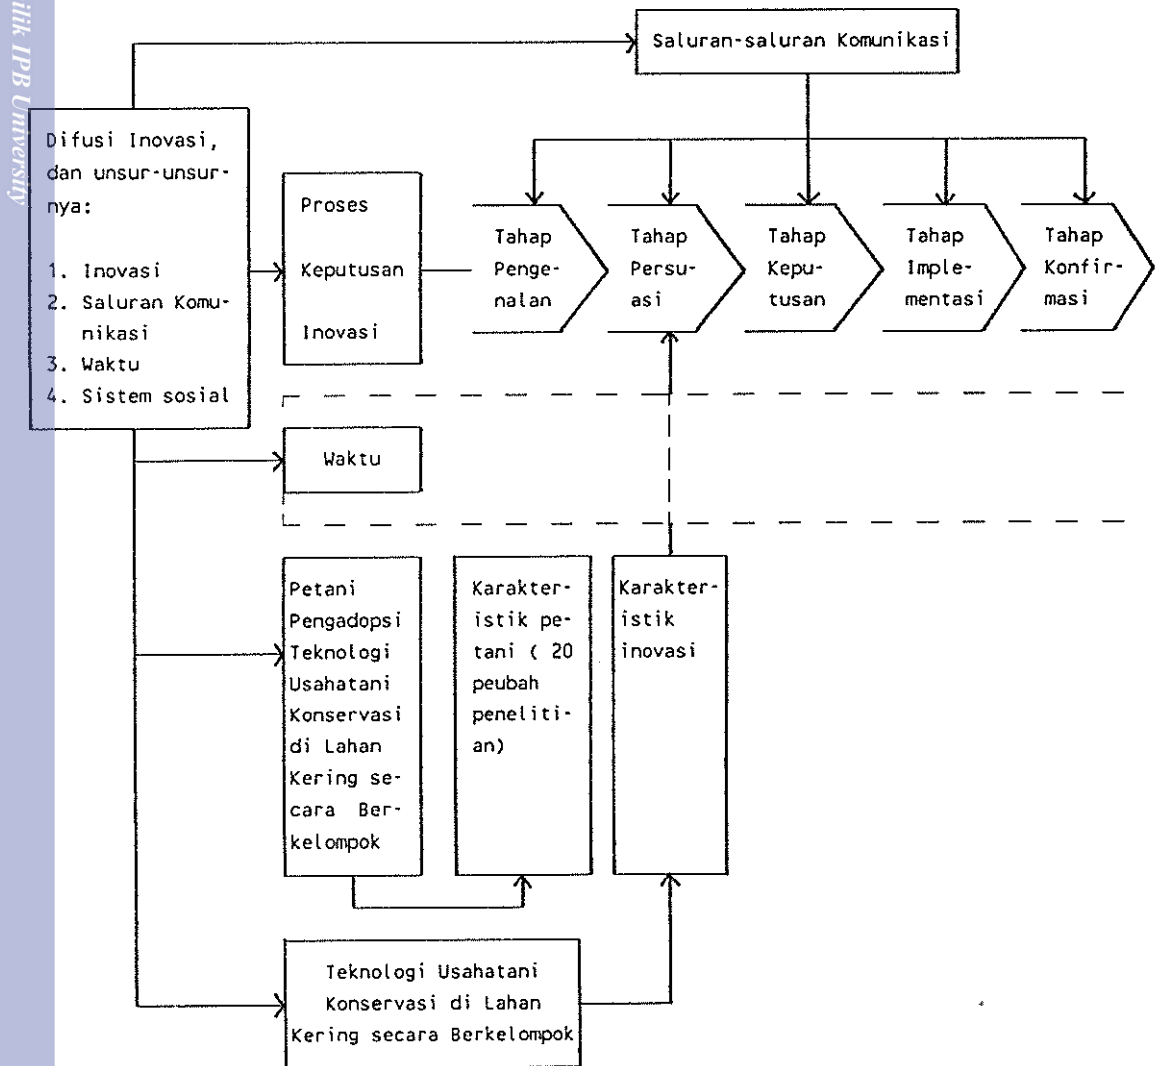 ilik IPB University
Saluran-saluran Komunikasi
Difusi Inovasi,
dan unsur-unsur-
nya:
1. Inovasi
2. Saluran Komu-
nikasi
3. Waktu
4. Sistem sosial
Proses
Keputusan
Inovasi
Tahap
Penge-
nalan
Tahap
Persu-
asi
Tahap
Kepu-
tusan
Tahap
Imple-
mentasi
Tahap
Konfir-
masi
Waktu
Petani
Pengadopsi
Teknologi
Usahatani
Konservasi
di Lahan
Kering se-
cara Ber-
kelompok
Karakter-
istik pe-
tani ( 20
peubah
peneliti-
an)
Karakter-
istik
inovasi
Teknologi Usahatani
Konservasi di Lahan
Kering secara Berkelompok